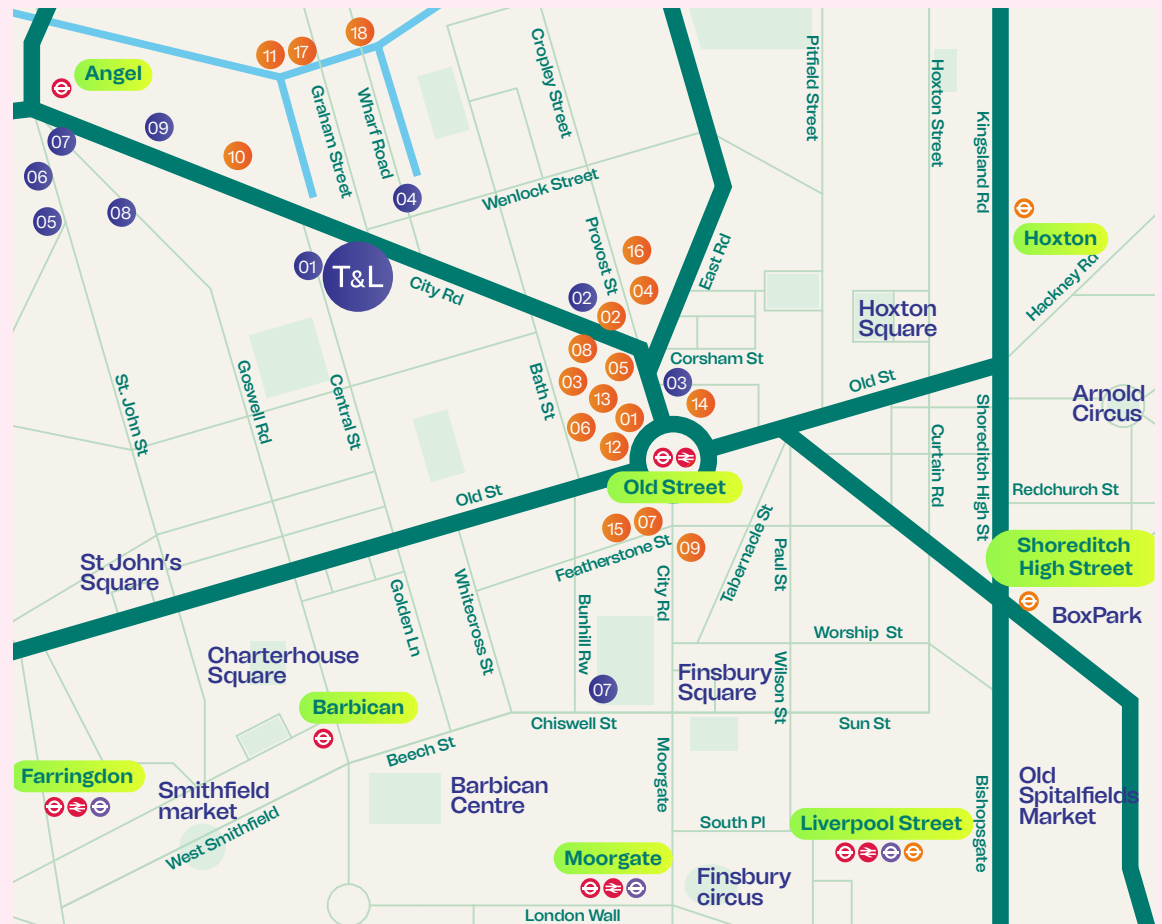 18
11
17
Angel
Cropley Street
Pitfield Street
Hoxton Street
Graham Street
Wharf Road
Kingsland Rd
09
07
10
06
04
Wenlock Street
05
08
Provost St
16
East Rd
Hoxton
Hackney Rd
01
T&L
City Rd
02
04
02
Hoxton
Square
08
05
Corsham St
03
03
Old St
13
14
01
06
12
St. John St
Goswell Rd
Central St
Bath St
Arnold
Circus
Shoreditch High St
Curtain Rd
Old Street
Old St
Redchurch St
15
07
09
Featherstone St
Tabernacle St
Paul St
Shoreditch
High Street
St John's
Square
City Rd
Golden Ln
Whitecross St
Bunhill Rw
BoxPark
Worship St
Charterhouse
Square
Finsbury
Square
Wilson St
07
Barbican
Chiswell St
Sun St
Beech St
Farringdon
Smithfield
market
Barbican
Centre
Moorgate
Old
Spitalfields
Market
West Smithfield
South Pl
Liverpool Street
Bishopsgate
Moorgate
Finsbury
circus
London Wall